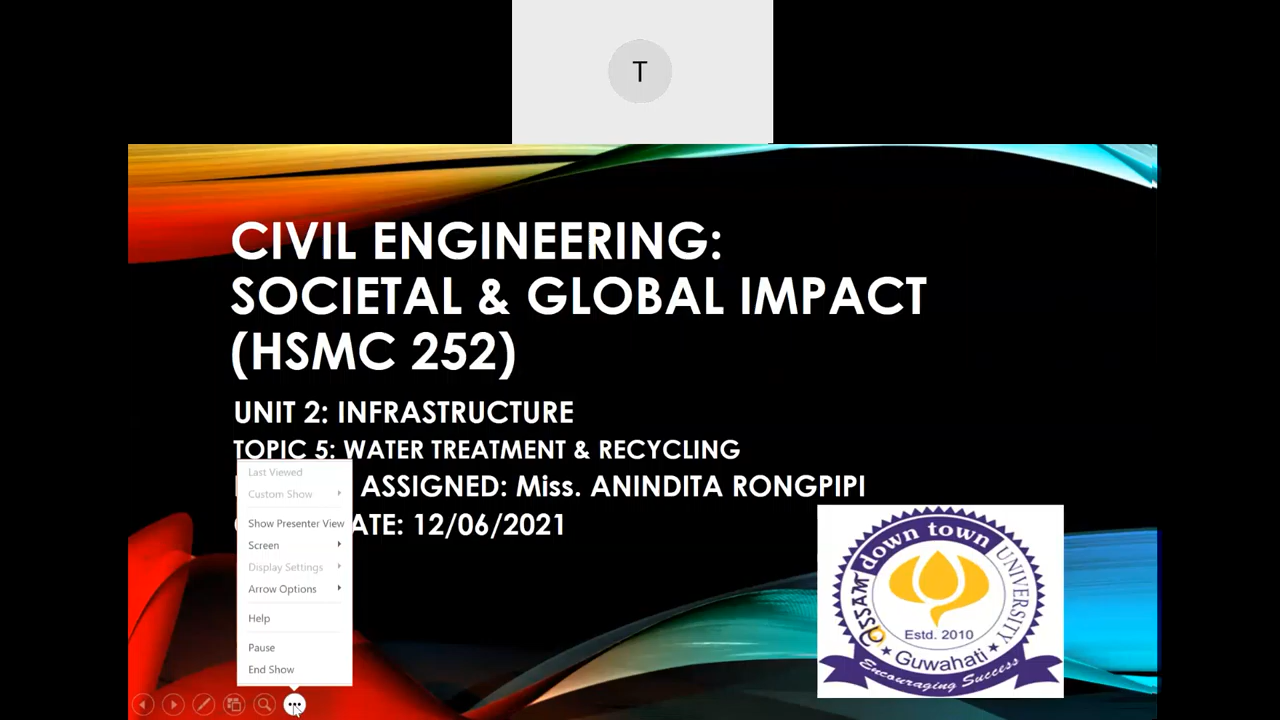 T
CIVIL ENGINEERING:
SOCIETAL & GLOBAL IMPACT
(HSMC 252)
UNIT 2: INFRASTRUCTURE
TOPIC 5: WATER TREATMENT & RECYCLING
ASSIGNED: Miss. ANINDITA RONGPIPI
12/06/2021
Last Viewed
Custom Show
Show Presenter View
Screen
Display Settings
Arrow Options
Help
Pause
End Show
assam down town UNIVERSITY
Estd. 2010
Guwahati
Encouraging Success